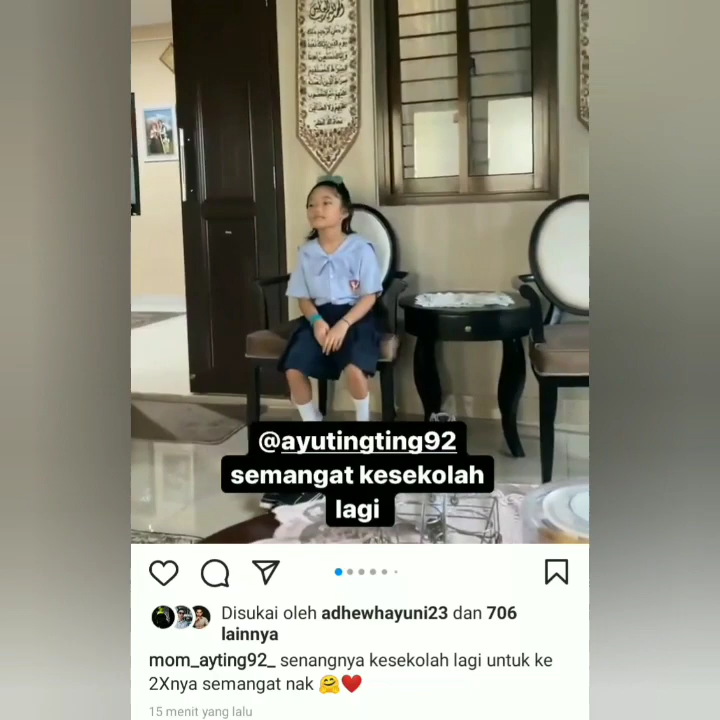 @ayutingting92
semangat kesekolah
lagi
Disukai oleh adhewhayuni23 dan 706
lainnya
mom_ayting92_ senangnya kesekolah lagi untuk ke
2Xnya semangat nak 🤗❤️
15 menit yang lalu